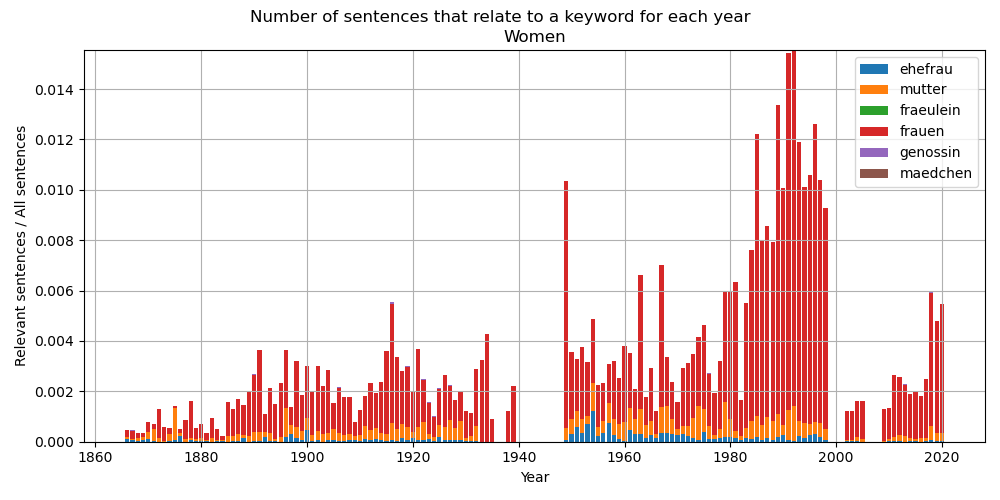 Number of sentences that relate to a keyword for each year
Women
Relevant sentences / All sentences
0.014
0.012
0.010
0.008
0.006
0.004
0.002
0.000
ehefrau
mutter
fraeulein
frauen
genossin
maedchen
1860 1880 1900 1920 1940 1960 1980 2000 2020
Year